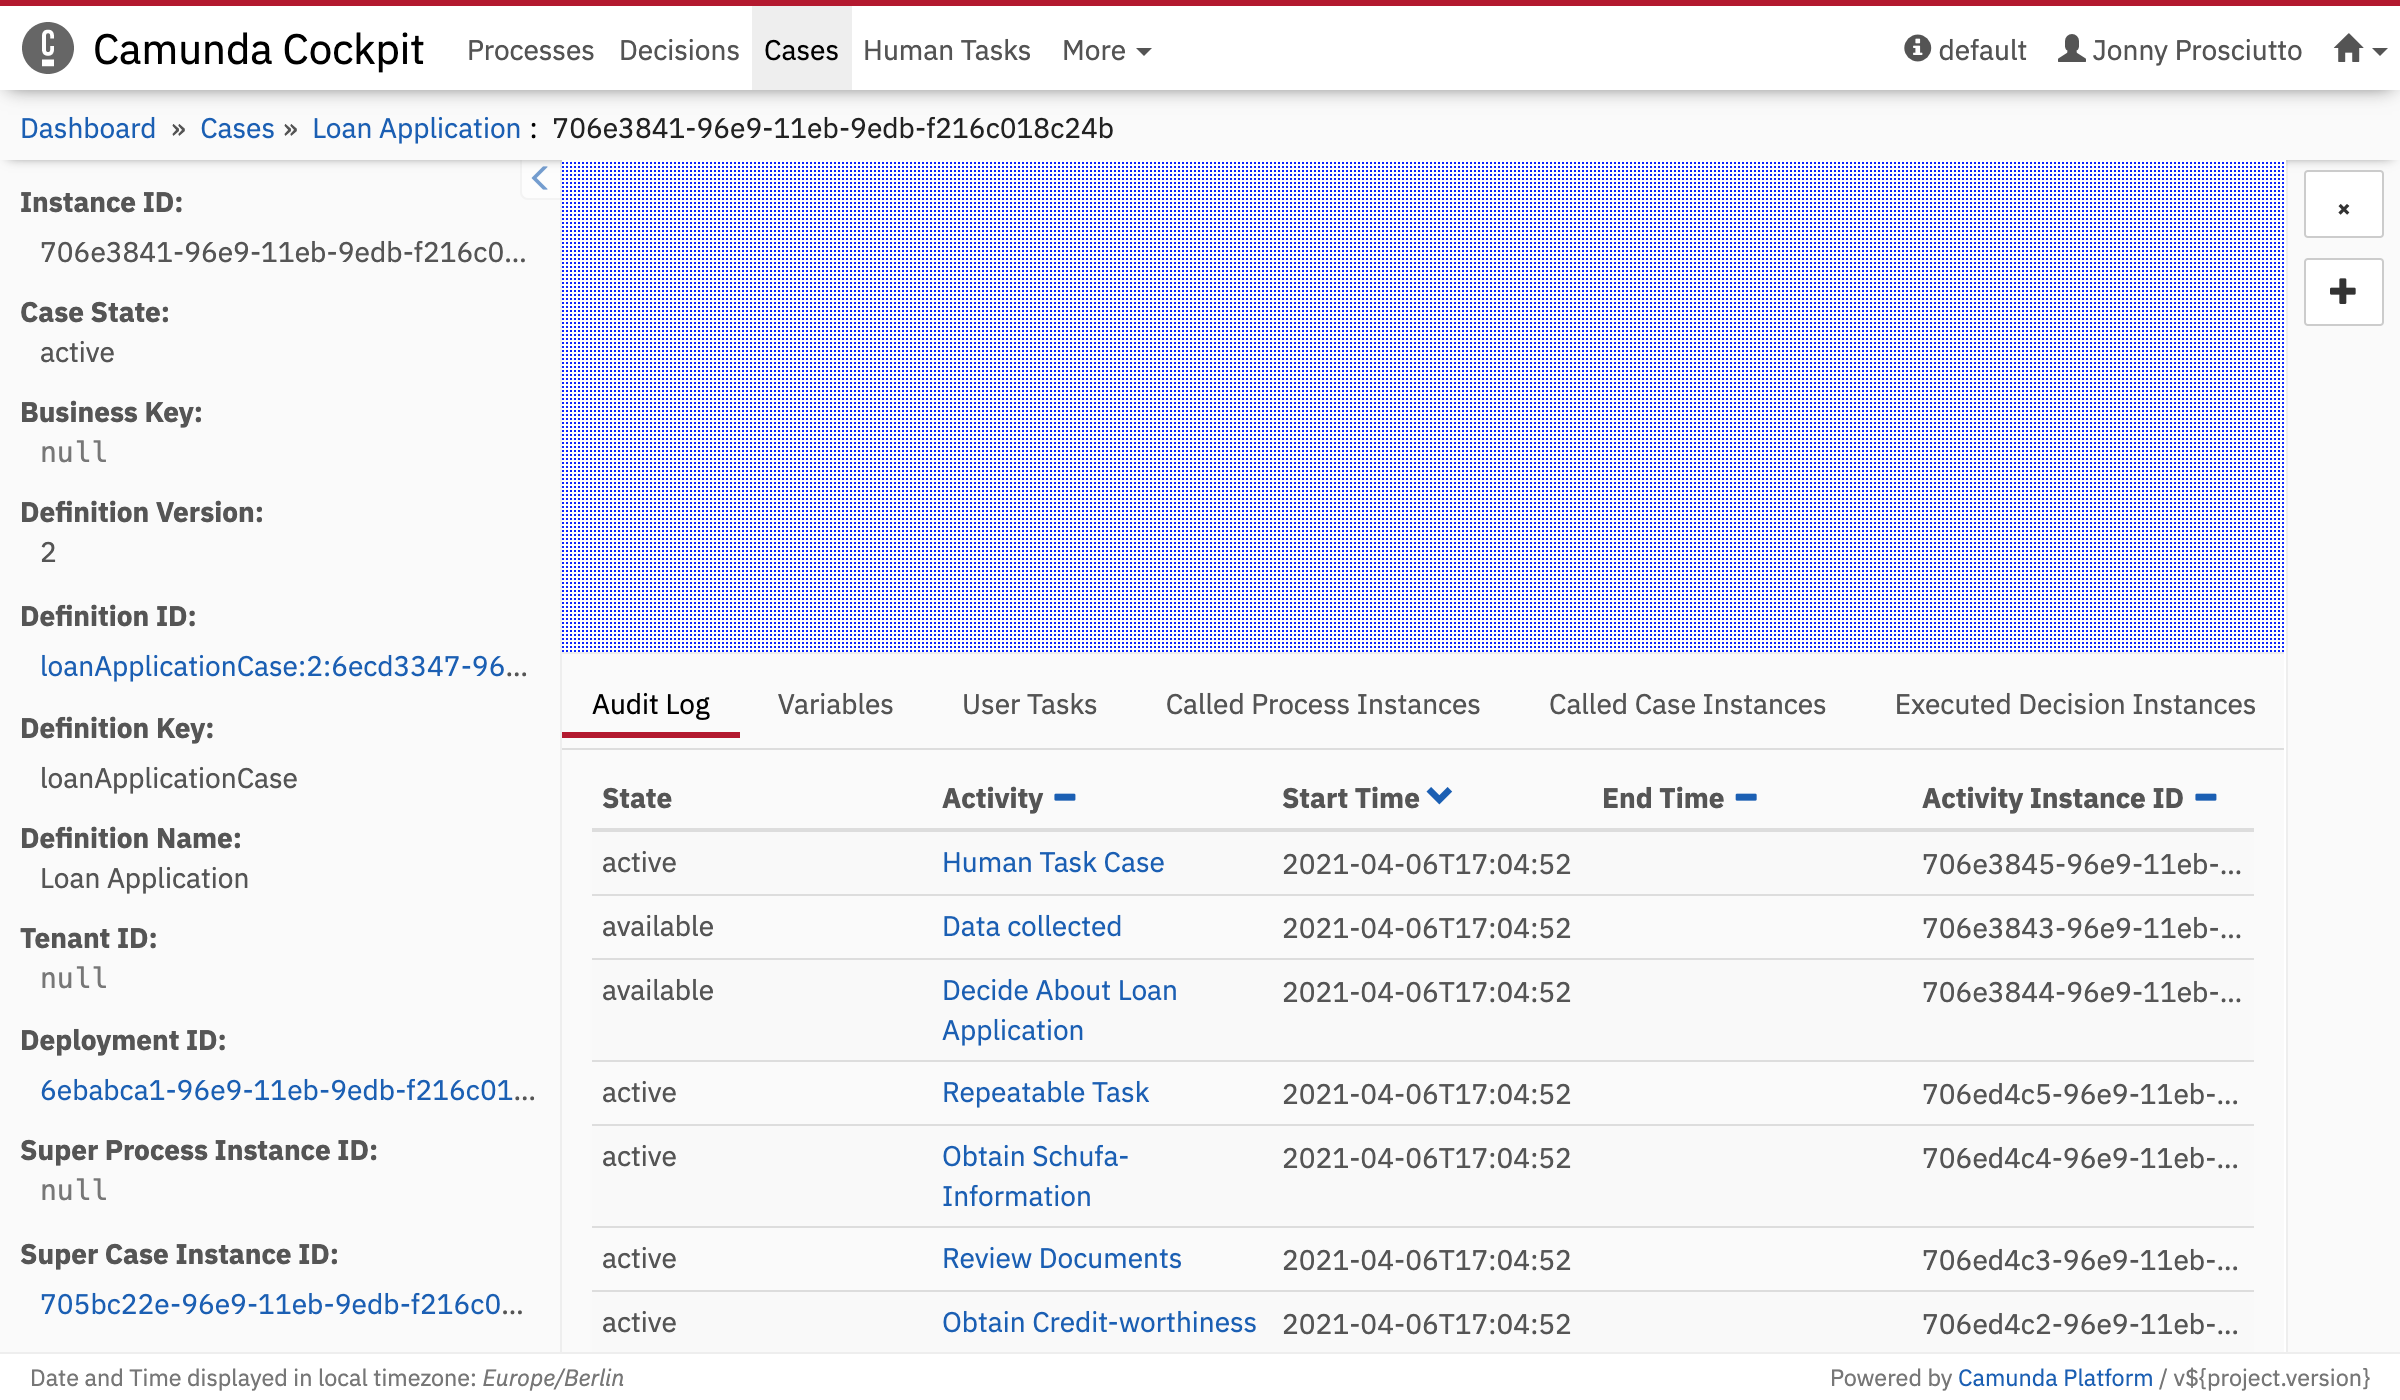 Camunda Cockpit Processes Decisions Cases Human Tasks More default Jonny Prosciutto
Dashboard » Cases » Loan Application : 706e3841-96e9-11eb-9edb-f216c018c24b
Instance ID:
706e3841-96e9-11eb-9edb-f216c0...
Case State:
active
Business Key:
null
Definition Version:
2
Definition ID:
loanApplicationCase:2:6ecd3347-96...
Definition Key:
loanApplicationCase
Definition Name:
Loan Application
Tenant ID:
null
Deployment ID:
6ebabca1-96e9-11eb-9edb-f216c01...
Super Process Instance ID:
null
Super Case Instance ID:
705bc22e-96e9-11eb-9edb-f216c0...
Audit Log Variables User Tasks Called Process Instances Called Case Instances Executed Decision Instances
State Activity Start Time End Time Activity Instance ID
active Human Task Case 2021-04-06T17:04:52 706e3845-96e9-11eb-...
available Data collected 2021-04-06T17:04:52 706e3843-96e9-11eb-...
available Decide About Loan 2021-04-06T17:04:52 706e3844-96e9-11eb-...
Application
active Repeatable Task 2021-04-06T17:04:52 706ed4c5-96e9-11eb-...
active Obtain Schufa- 2021-04-06T17:04:52 706ed4c4-96e9-11eb-...
Information
active Review Documents 2021-04-06T17:04:52 706ed4c3-96e9-11eb-...
active Obtain Credit-worthiness 2021-04-06T17:04:52 706ed4c2-96e9-11eb-...
Date and Time displayed in local timezone: Europe/Berlin
Powered by Camunda Platform / v${project.version}